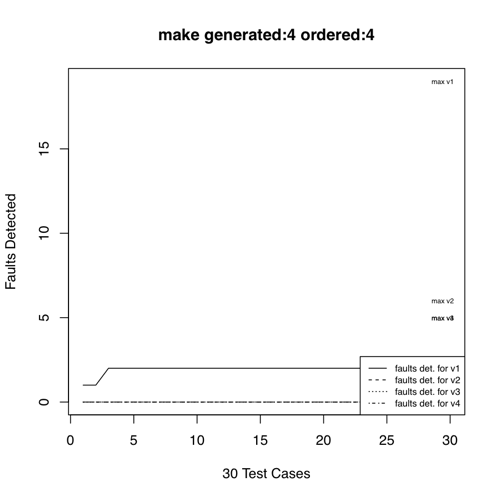 make generated:4 ordered:4
Faults Detected
15
10
5
0
max v1
max v2
faults det. for v1
faults det. for v2
faults det. for v3
faults det. for v4
0 5 10 15 20 25 30
30 Test Cases